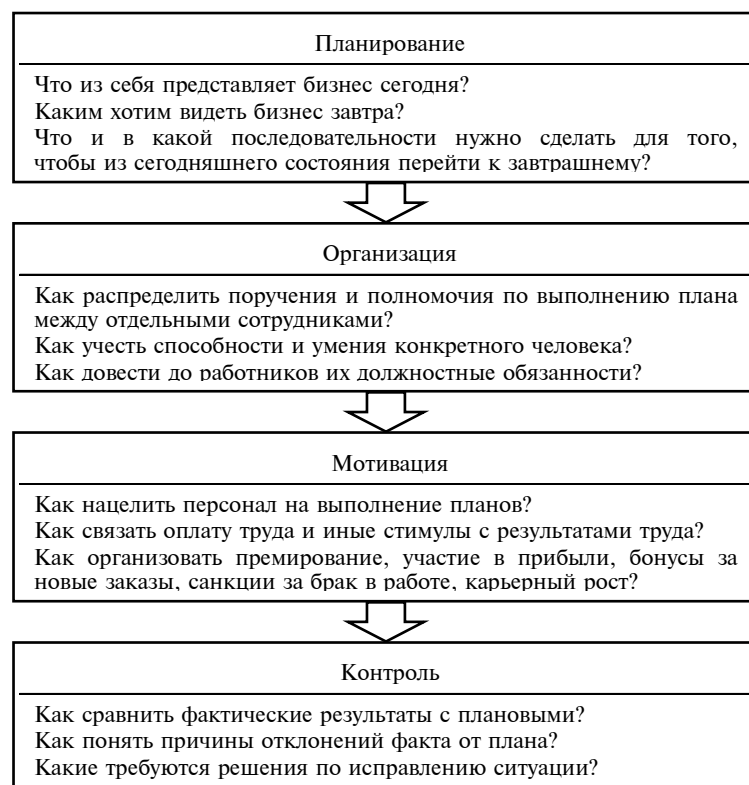 Планирование
Что из себя представляет бизнес сегодня?
Каким хотим видеть бизнес завтра?
Что и в какой последовательности нужно сделать для того,
чтобы из сегодняшнего состояния перейти к завтрашнему?
Организация
Как распределить поручения и полномочия по выполнению плана
между отдельными сотрудниками?
Как учесть способности и умения конкретного человека?
Как довести до работников их должностные обязанности?
Мотивация
Как нацелить персонал на выполнение планов?
Как связать оплату труда и иные стимулы с результатами труда?
Как организовать премирование, участие в прибыли, бонусы за
новые заказы, санкции за брак в работе, карьерный рост?
Контроль
Как сравнить фактические результаты с плановыми?
Как понять причины отклонений факта от плана?
Какие требуются решения по исправлению ситуации?